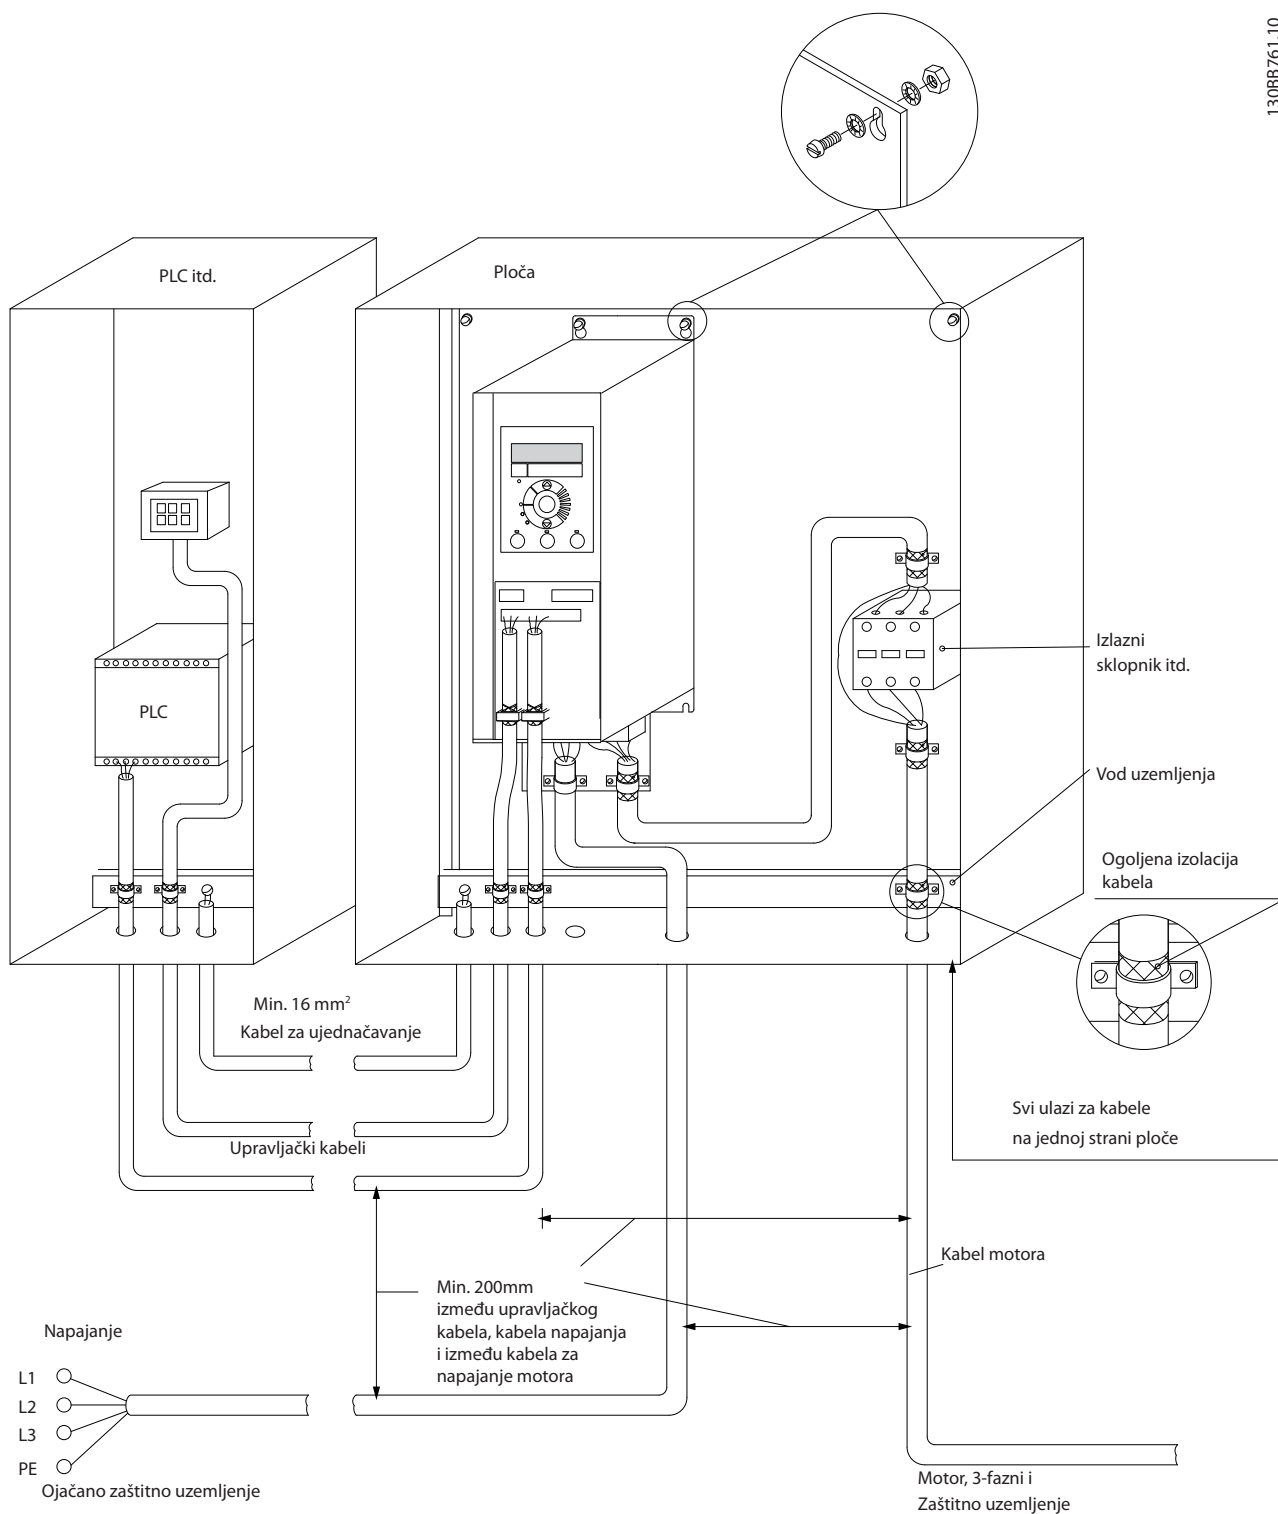 130BB761.10
PLC itd.
Ploča
PLC
Izlazni
sklopnik itd.
Vod uzemljenja
Ogoljena izolacija
kabela
Min. 16 mm²
Kabel za ujednačavanje
Upravljački kabeli
Svi ulazi za kabele
na jednoj strani ploče
Kabel motora
Min. 200mm
između upravljačkog
kabela, kabela napajanja
i između kabela za
napajanje motora
Napajanje
L1
L2
L3
PE
Ojačano zaštitno uzemljenje
Motor, 3-fazni i
Zaštitno uzemljenje